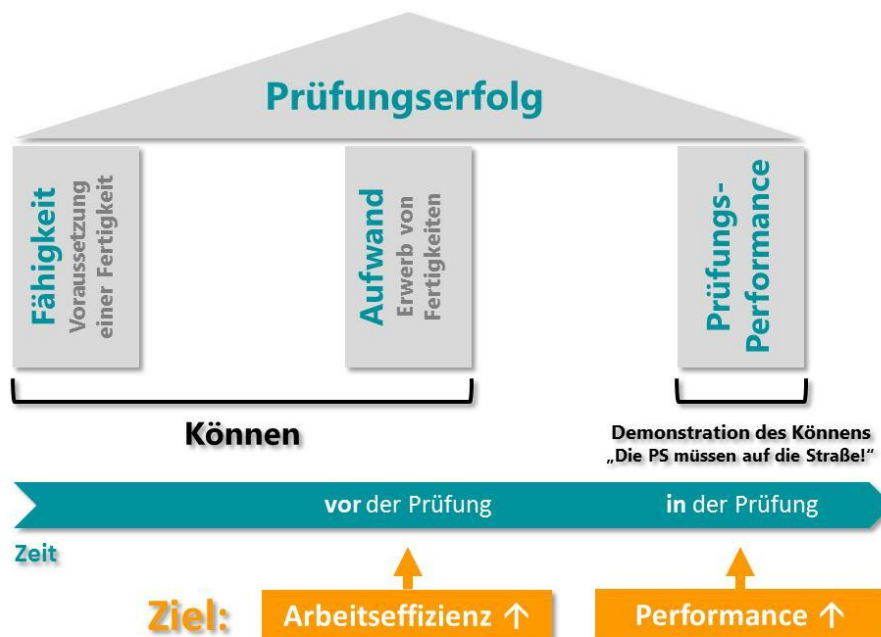 Prüfungserfolg
Fähigkeit
Voraussetzung
einer Fertigkeit
Aufwand
Erwerb von
Fertigkeiten
Prüfungs-
Performance
Können
Demonstration des Könnens
„Die PS müssen auf die Straße!“
vor der Prüfung
in der Prüfung
Zeit
Ziel:
Arbeitseffizienz ↑
Performance ↑